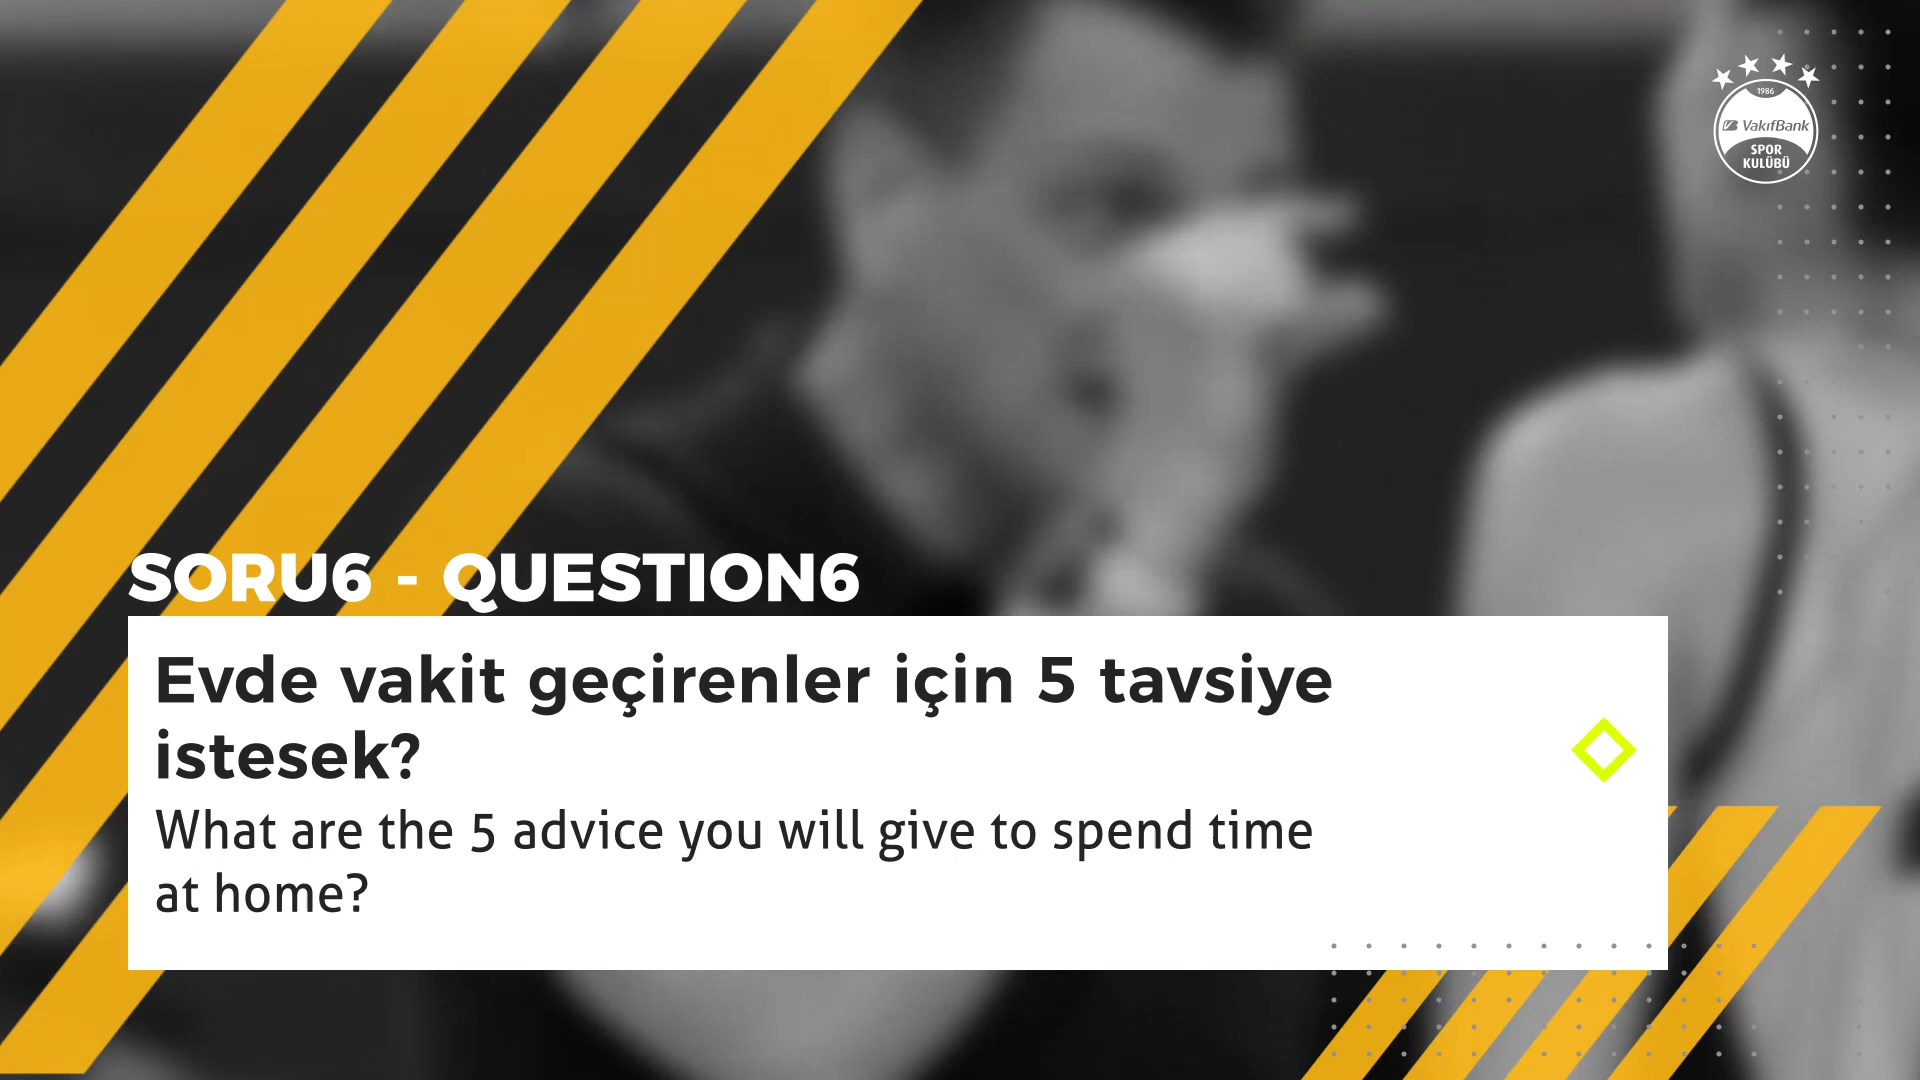 1986
VakıfBank
SPOR
KULÜBÜ
SORU6 - QUESTION6
Evde vakit geçirenler için 5 tavsiye
istesek?
What are the 5 advice you will give to spend time
at home?